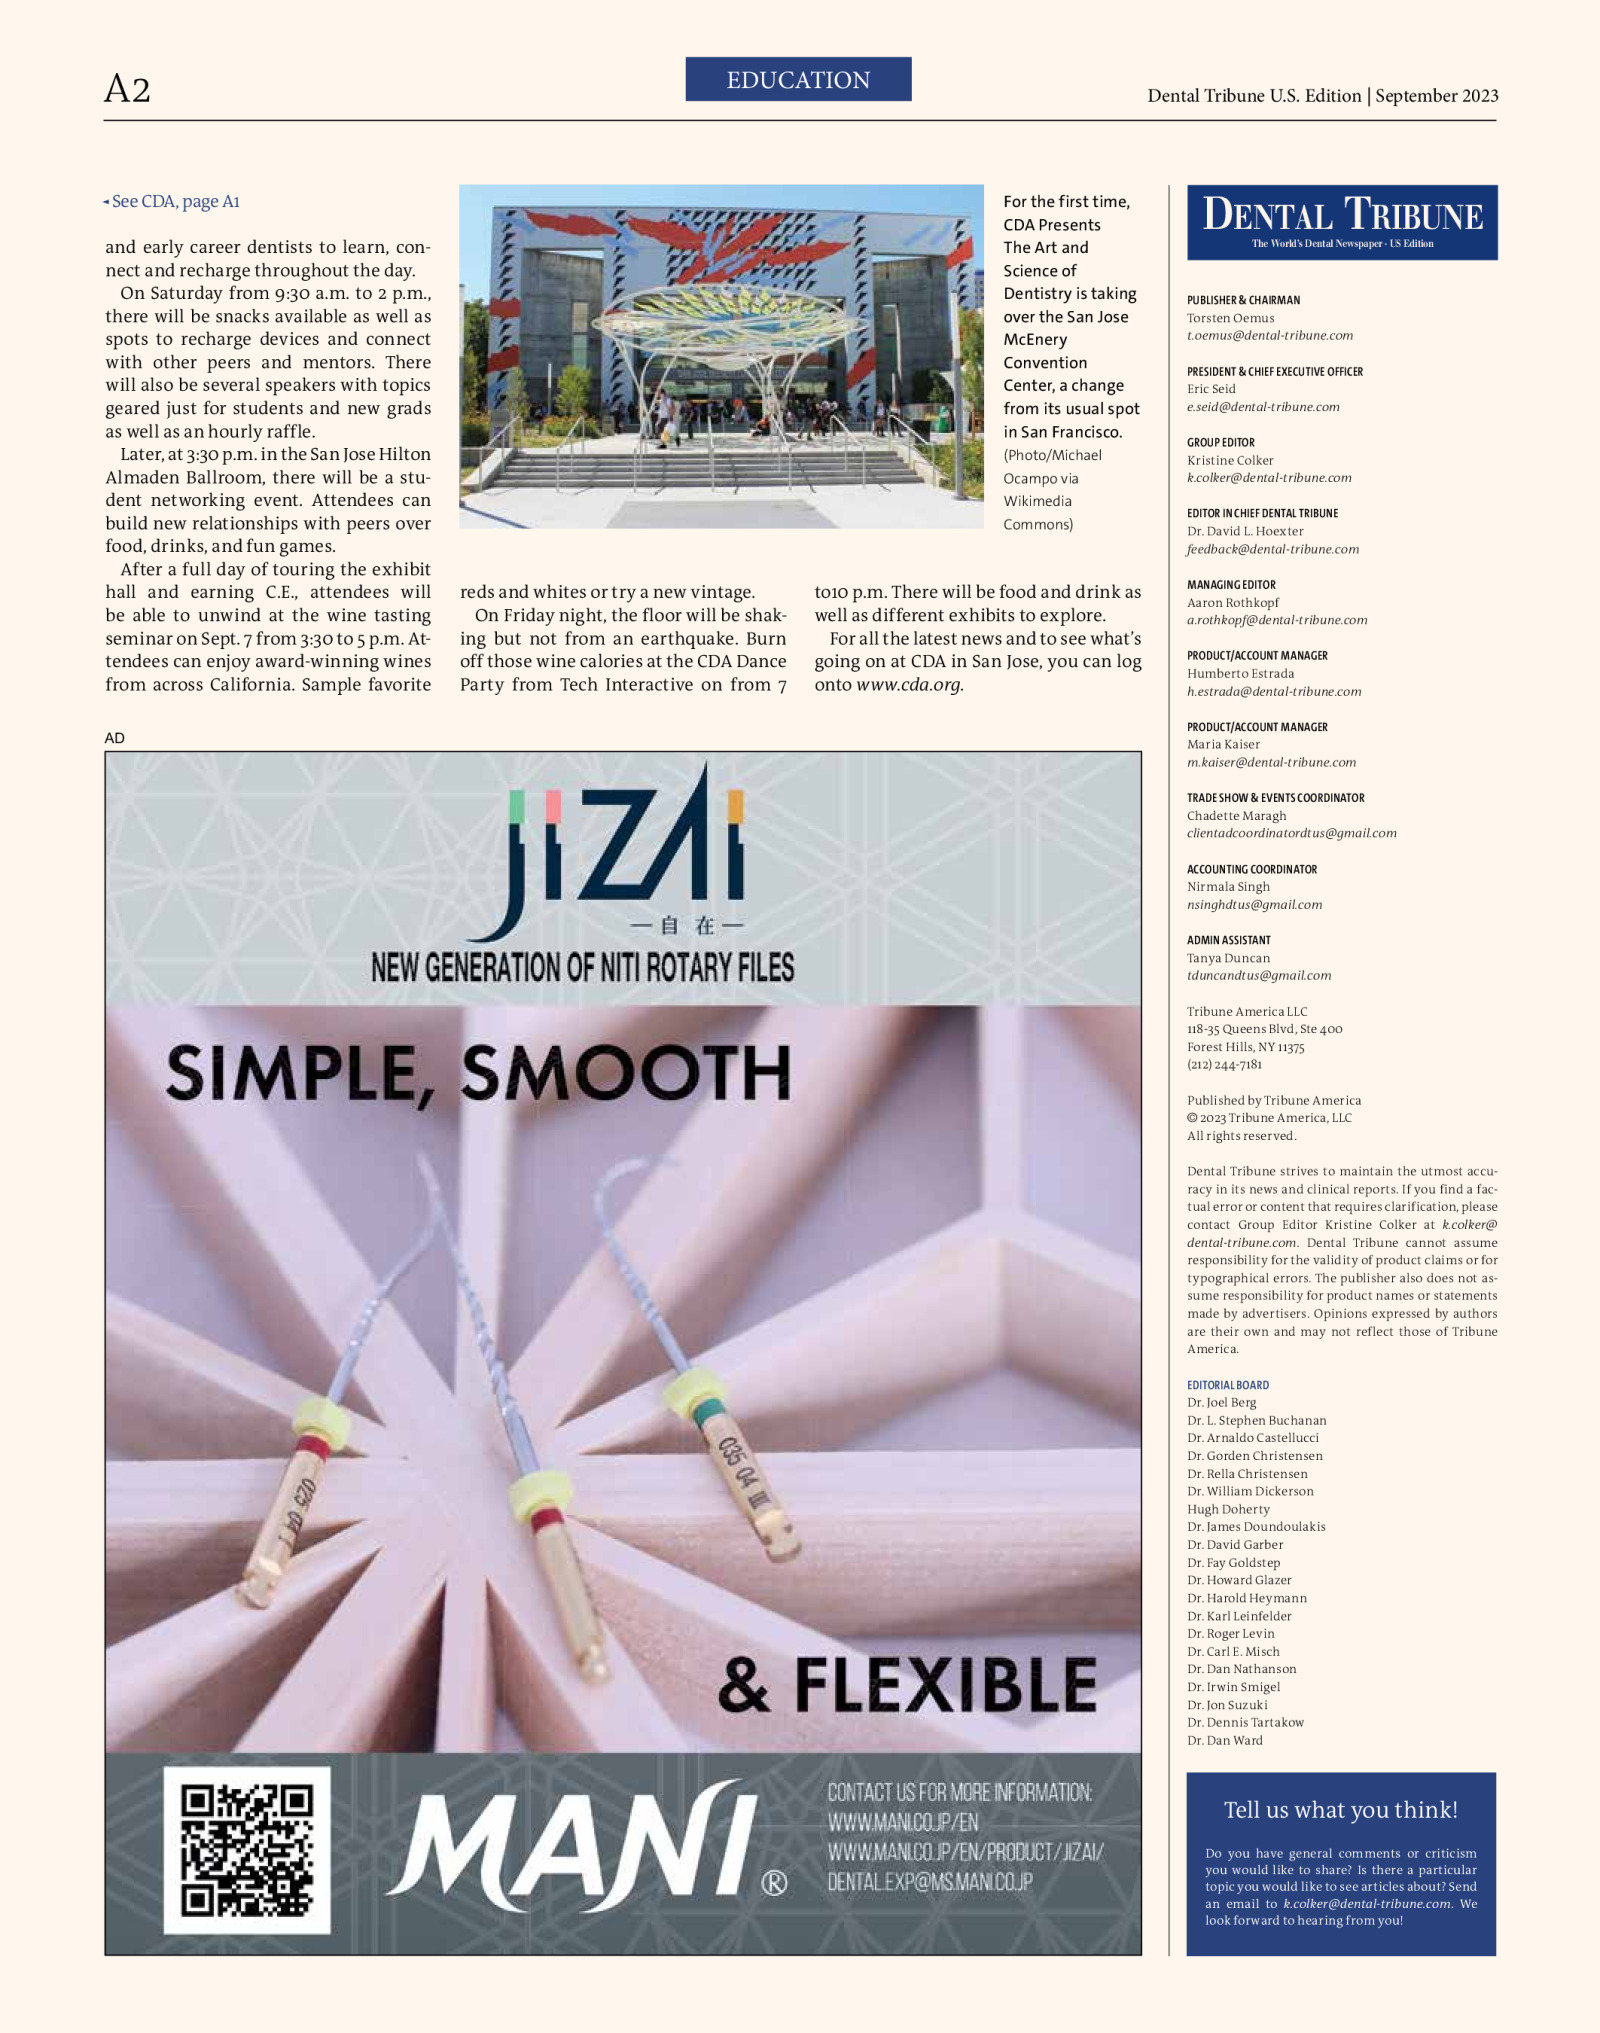 A2
EDUCATION
Dental Tribune U.S. Edition | September 2023
◄ See CDA, page A1
and early career dentists to learn, con-
nect and recharge throughout the day.
On Saturday from 9:30 a.m. to 2 p.m.,
there will be snacks available as well as
spots to recharge devices and connect
with other peers and mentors. There
will also be several speakers with topics
geared just for students and new grads
as well as an hourly raffle.
Later, at 3:30 p.m. in the San Jose Hilton
Almaden Ballroom, there will be a stu-
dent networking event. Attendees can
build new relationships with peers over
food, drinks, and fun games.
After a full day of touring the exhibit
hall and earning C.E., attendees will
be able to unwind at the wine tasting
seminar on Sept. 7 from 3:30 to 5 p.m. At-
tendees can enjoy award-winning wines
from across California. Sample favorite
reds and whites or try a new vintage.
On Friday night, the floor will be shak-
ing but not from an earthquake. Burn
off those wine calories at the CDA Dance
Party from Tech Interactive on from 7
to10 p.m. There will be food and drink as
well as different exhibits to explore.
For all the latest news and to see what's
going on at CDA in San Jose, you can log
onto www.cda.org.
For the first time,
CDA Presents
The Art and
Science of
Dentistry is taking
over the San Jose
McEnery
Convention
Center, a change
from its usual spot
in San Francisco.
(Photo/Michael
Ocampo via
Wikimedia
Commons)
AD
JIZAI
自在
NEW GENERATION OF NITI ROTARY FILES
SIMPLE, SMOOTH
025 04 I
035 04 III
& FLEXIBLE
MANI®
CONTACT US FOR MORE INFORMATION:
WWW.MANI.CO.JP/EN
WWW.MANI.CO.JP/EN/PRODUCT/JIZAI/
DENTAL.EXP@MS.MANI.CO.JP
DENTAL TRIBUNE
The World's Dental Newspaper · US Edition
PUBLISHER & CHAIRMAN
Torsten Oemus
t.oemus@dental-tribune.com
PRESIDENT & CHIEF EXECUTIVE OFFICER
Eric Seid
e.seid@dental-tribune.com
GROUP EDITOR
Kristine Colker
k.colker@dental-tribune.com
EDITOR IN CHIEF DENTAL TRIBUNE
Dr. David L. Hoexter
feedback@dental-tribune.com
MANAGING EDITOR
Aaron Rothkopf
a.rothkopf@dental-tribune.com
PRODUCT/ACCOUNT MANAGER
Humberto Estrada
h.estrada@dental-tribune.com
PRODUCT/ACCOUNT MANAGER
Maria Kaiser
m.kaiser@dental-tribune.com
TRADE SHOW & EVENTS COORDINATOR
Chadette Maragh
clientadcoordinatordtus@gmail.com
ACCOUNTING COORDINATOR
Nirmala Singh
nsinghdtus@gmail.com
ADMIN ASSISTANT
Tanya Duncan
tduncandtus@gmail.com
Tribune America LLC
118-35 Queens Blvd, Ste 400
Forest Hills, NY 11375
(212) 244-7181
Published by Tribune America
© 2023 Tribune America, LLC
All rights reserved.
Dental Tribune strives to maintain the utmost accu-
racy in its news and clinical reports. If you find a fac-
tual error or content that requires clarification, please
contact Group Editor Kristine Colker at k.colker@
dental-tribune.com. Dental Tribune cannot assume
responsibility for the validity of product claims or for
typographical errors. The publisher also does not as-
sume responsibility for product names or statements
made by advertisers. Opinions expressed by authors
are their own and may not reflect those of Tribune
America.
EDITORIAL BOARD
Dr. Joel Berg
Dr. L. Stephen Buchanan
Dr. Arnaldo Castellucci
Dr. Gorden Christensen
Dr. Rella Christensen
Dr. William Dickerson
Hugh Doherty
Dr. James Doundoulakis
Dr. David Garber
Dr. Fay Goldstep
Dr. Howard Glazer
Dr. Harold Heymann
Dr. Karl Leinfelder
Dr. Roger Levin
Dr. Carl E. Misch
Dr. Dan Nathanson
Dr. Irwin Smigel
Dr. Jon Suzuki
Dr. Dennis Tartakow
Dr. Dan Ward
Tell us what you think!
Do you have general comments or criticism
you would like to share? Is there a particular
topic you would like to see articles about? Send
an email to k.colker@dental-tribune.com. We
look forward to hearing from you!